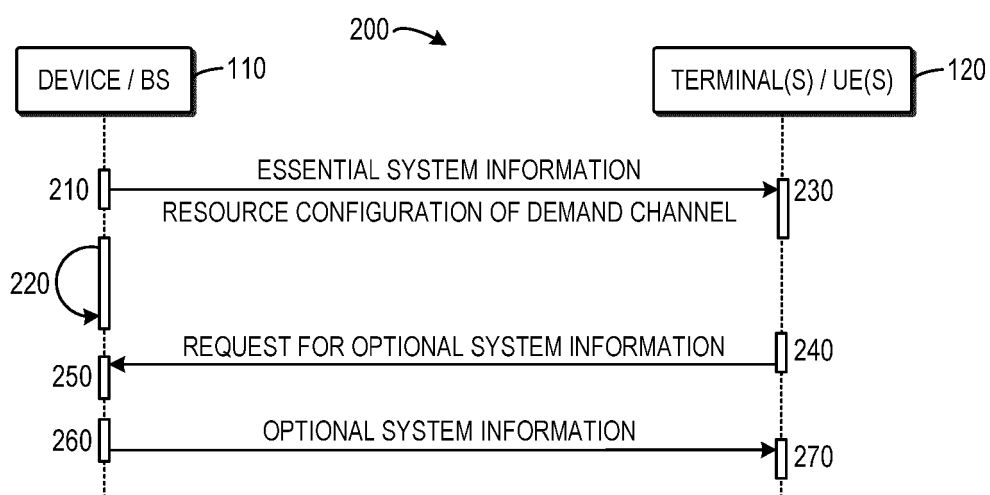 200
DEVICE / BS
110
TERMINAL(S) / UE(S)
120
210
ESSENTIAL SYSTEM INFORMATION
230
RESOURCE CONFIGURATION OF DEMAND CHANNEL
220
REQUEST FOR OPTIONAL SYSTEM INFORMATION
240
250
260
OPTIONAL SYSTEM INFORMATION
270